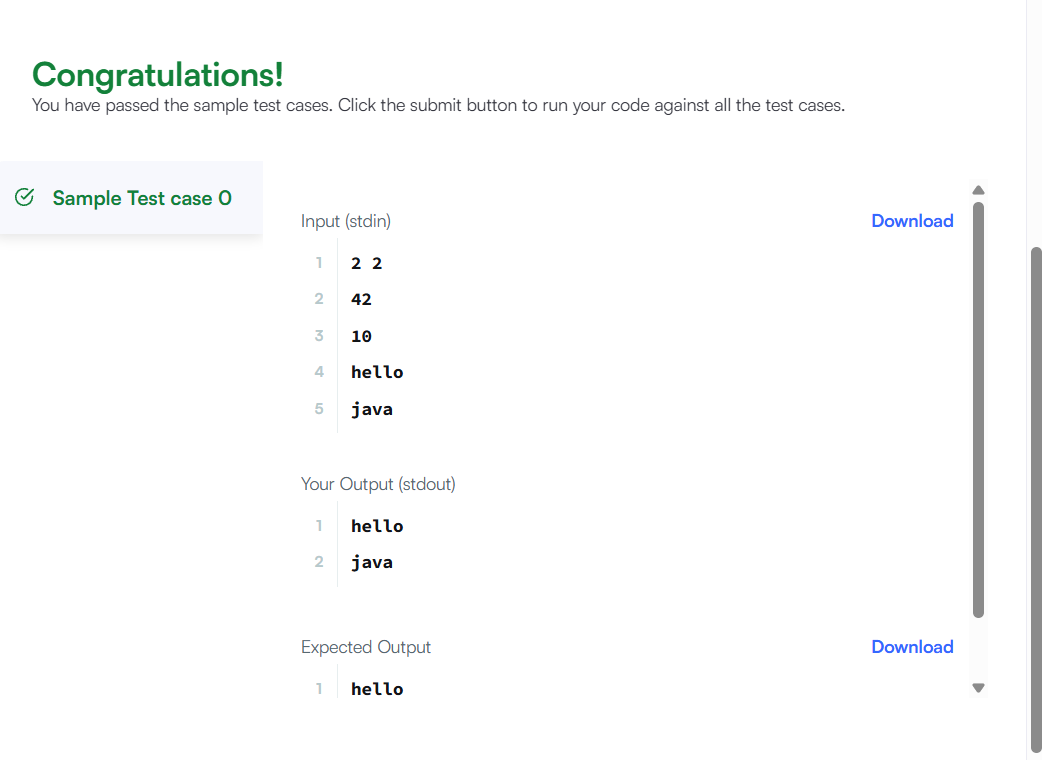 Congratulations!
You have passed the sample test cases. Click the submit button to run your code against all the test cases.
Sample Test case 0
Input (stdin)
Download
1 2 2
2 42
3 10
4 hello
5 java
Your Output (stdout)
1 hello
2 java
Expected Output
Download
1 hello